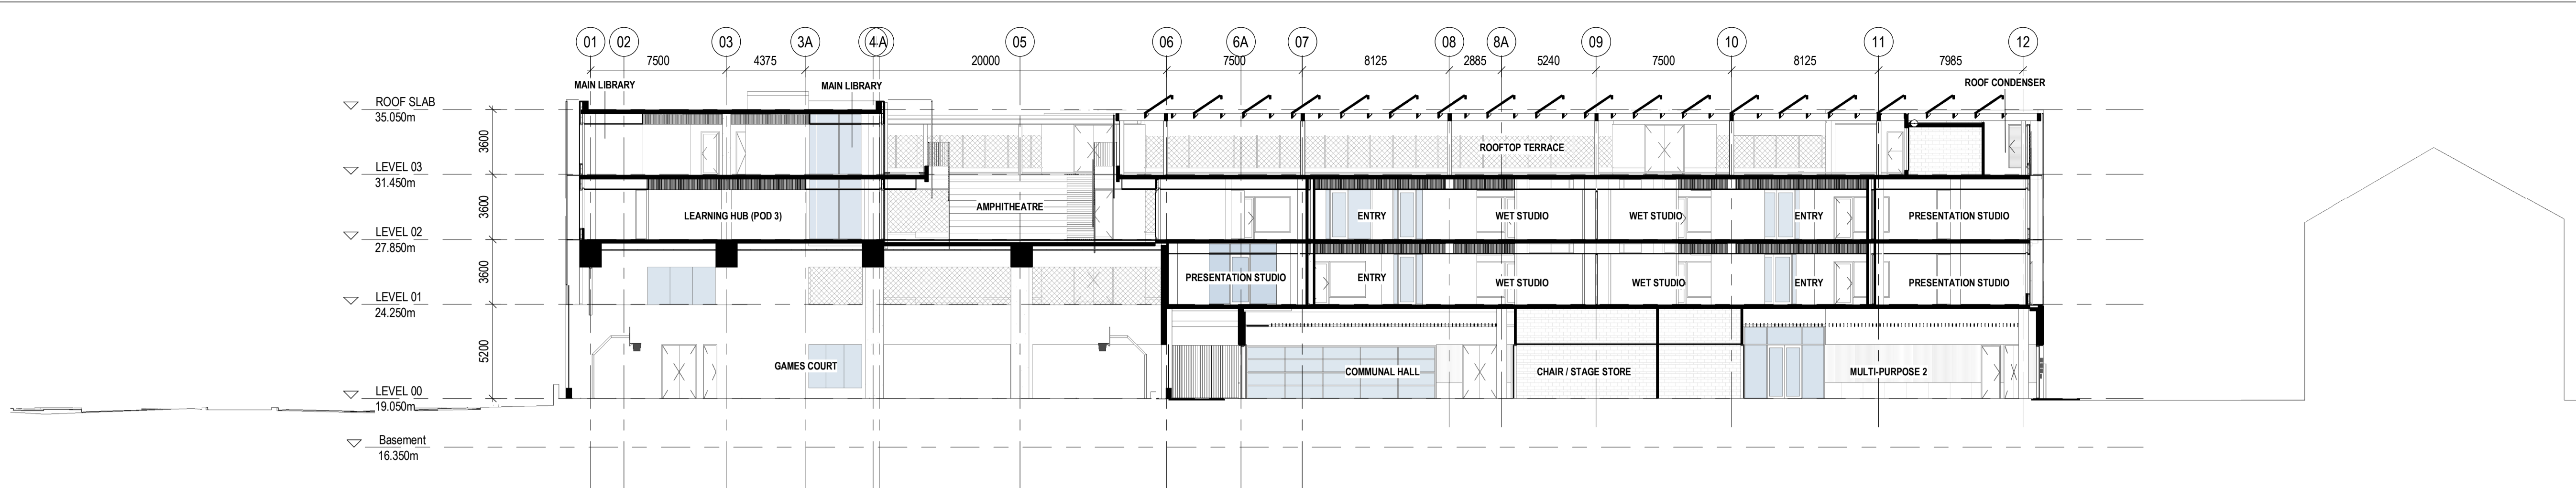 01 02 03 3A 4A 05 06 6A 07 08 8A 09 10 11 12
7500 4375 20000 7500 8125 2885 5240 7500 8125 7985
MAIN LIBRARY MAIN LIBRARY ROOF CONDENSER
ROOF SLAB
35.050m
3600
ROOFTOP TERRACE
LEVEL 03
31.450m
3600
LEARNING HUB (POD 3) AMPHITHEATRE ENTRY WET STUDIO WET STUDIO ENTRY PRESENTATION STUDIO
LEVEL 02
27.850m
3600
PRESENTATION STUDIO ENTRY WET STUDIO WET STUDIO ENTRY PRESENTATION STUDIO
LEVEL 01
24.250m
5200
GAMES COURT COMMUNAL HALL CHAIR / STAGE STORE MULTI-PURPOSE 2
LEVEL 00
19.050m
Basement
16.350m